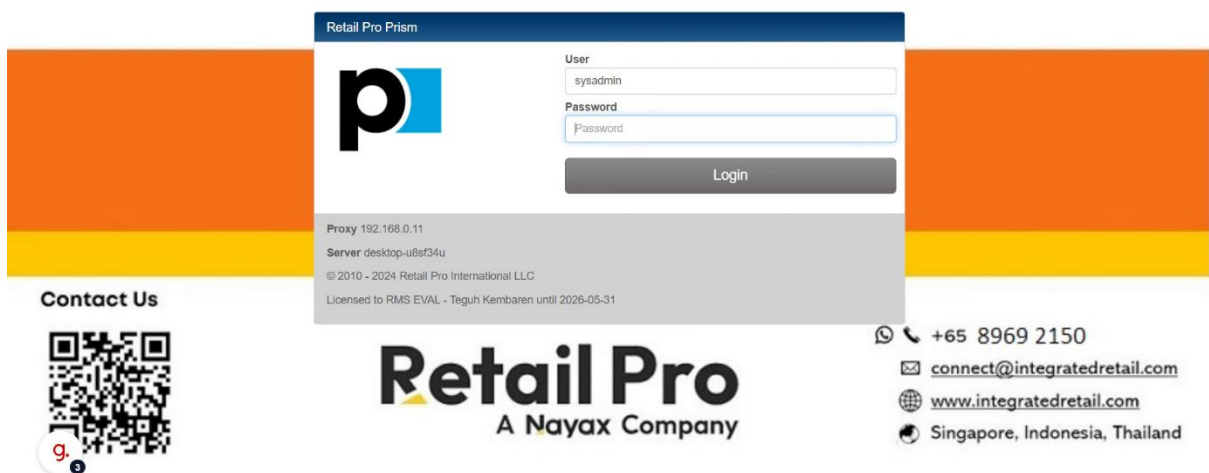 Retail Pro Prism
User
sysadmin
Password
Password
Login
Proxy 192.168.0.11
Server desktop-u8sf34u
© 2010 - 2024 Retail Pro International LLC
Licensed to RMS EVAL - Teguh Kembaren until 2026-05-31
Contact Us
Retail Pro
A Nayax Company
+65 8969 2150
connect@integratedretail.com
www.integratedretail.com
Singapore, Indonesia, Thailand
g.
3